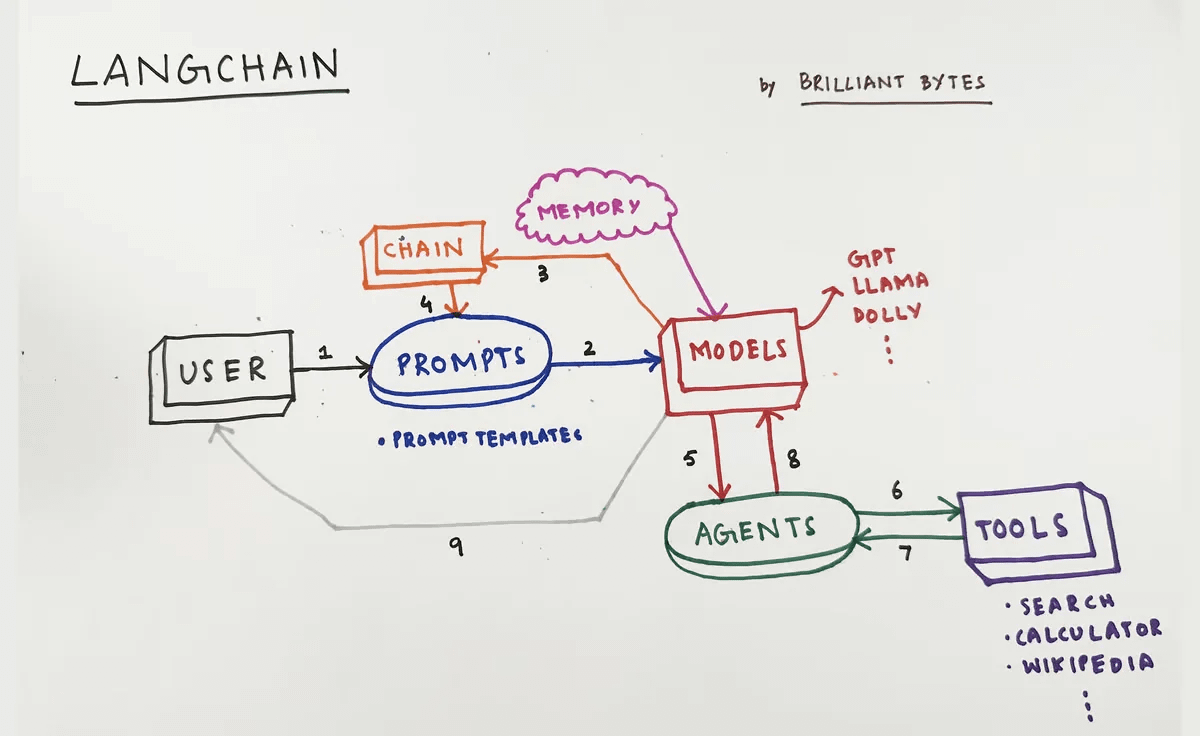 LANGCHAIN
by BRILLIANT BYTES
MEMORY
CHAIN
3
GPT
LLAMA
DOLLY
4
USER
1
PROMPTS
2
MODELS
• PROMPT TEMPLATES
5
8
6
AGENTS
TOOLS
7
9
• SEARCH
• CALCULATOR
• WIKIPEDIA